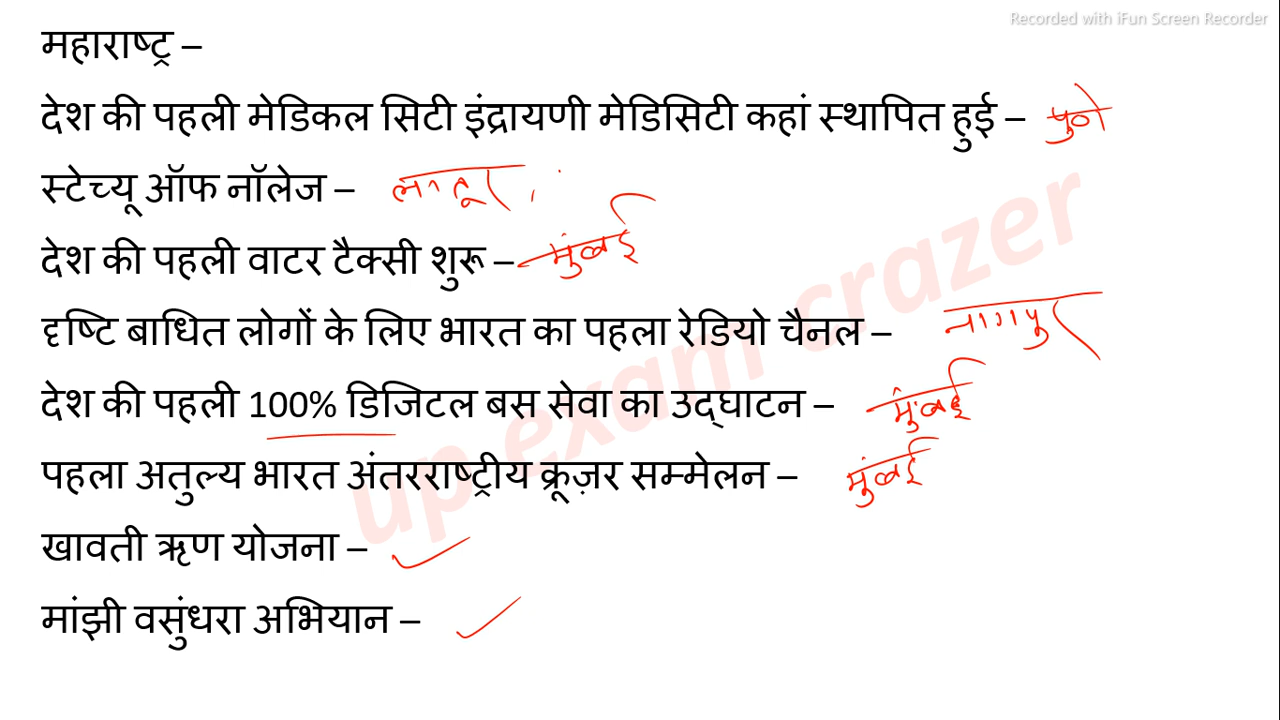 Recorded with iFun Screen Recorder
महाराष्ट्र –
देश की पहली मेडिकल सिटी इंद्रायणी मेडिसिटी कहां स्थापित हुई – पुणे
स्टेच्यू ऑफ नॉलेज – लातूर
देश की पहली वाटर टैक्सी शुरू – मुंबई
दृष्टि बाधित लोगों के लिए भारत का पहला रेडियो चैनल – नागपुर
देश की पहली 100% डिजिटल बस सेवा का उद्घाटन – मुंबई
पहला अतुल्य भारत अंतरराष्ट्रीय क्रूज़र सम्मेलन – मुंबई
खावती ऋण योजना –
मांझी वसुंधरा अभियान –
up exam crazer